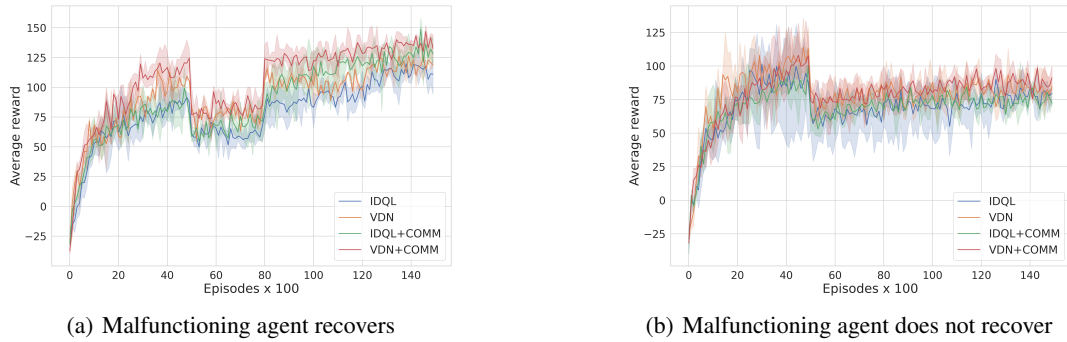 150
125
100
75
50
25
0
−25
Average reward
0 20 40 60 80 100 120 140
Episodes x 100
IDQL
VDN
IDQL+COMM
VDN+COMM
(a) Malfunctioning agent recovers
125
100
75
50
25
0
−25
Average reward
0 20 40 60 80 100 120 140
Episodes x 100
IDQL
VDN
IDQL+COMM
VDN+COMM
(b) Malfunctioning agent does not recover